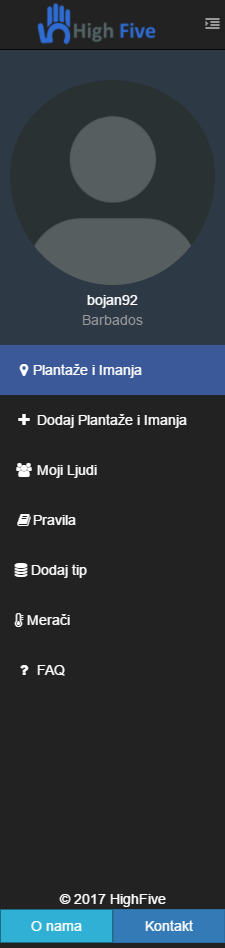 High Five
bojan92
Barbados
Plantaže i Imanja
Dodaj Plantaže i Imanja
Moji Ljudi
Pravila
Dodaj tip
Merači
? FAQ
© 2017 HighFive
O nama
Kontakt